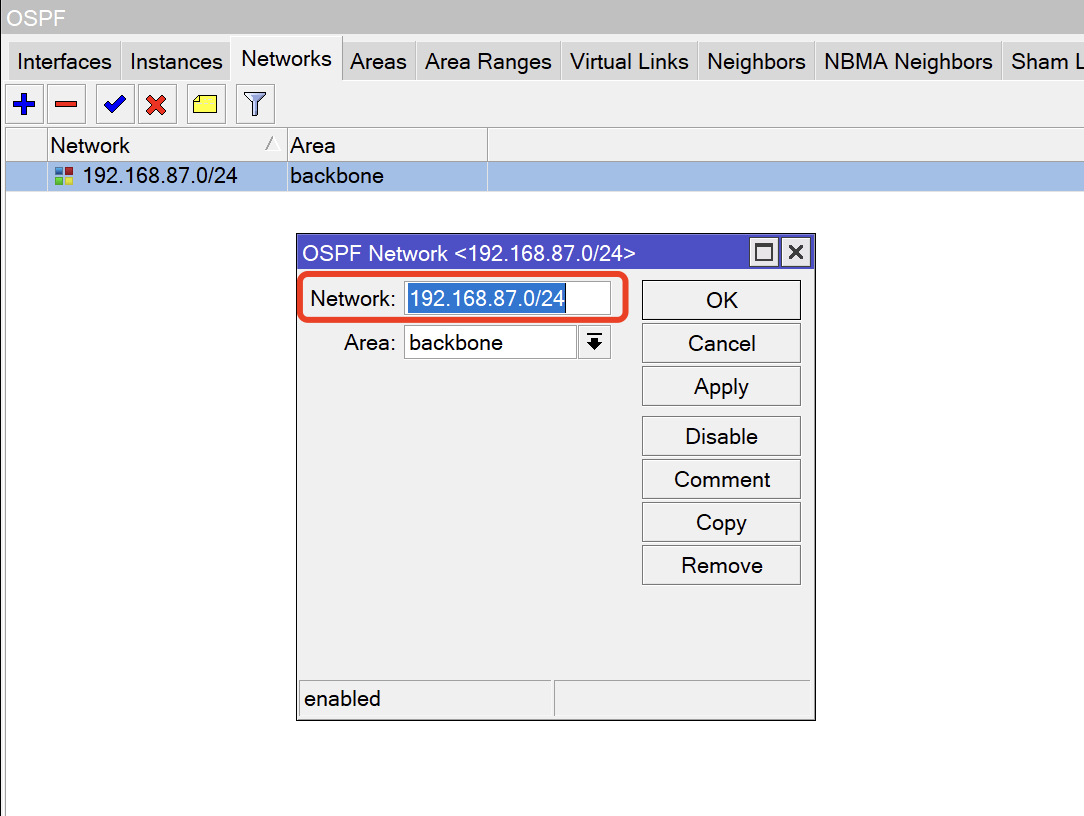 OSPF
Interfaces Instances Networks Areas Area Ranges Virtual Links Neighbors NBMA Neighbors Sham L
Network Area
192.168.87.0/24 backbone
OSPF Network <192.168.87.0/24>
Network: 192.168.87.0/24 OK
Area: backbone Cancel
Apply
Disable
Comment
Copy
Remove
enabled